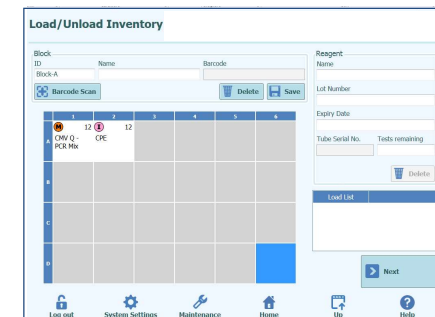 Load/Unload Inventory
Block
ID Name Barcode
Block-A
Barcode Scan Delete Save
1 2 3 4 5 6
A M 12 I 12
CMV Q - PCR Mix CPE
B
C
D
Reagent
Name
Lot Number
Expiry Date
Tube Serial No. Tests remaining
Delete
Load List
Next
Log out System Settings Maintenance Home Up Help